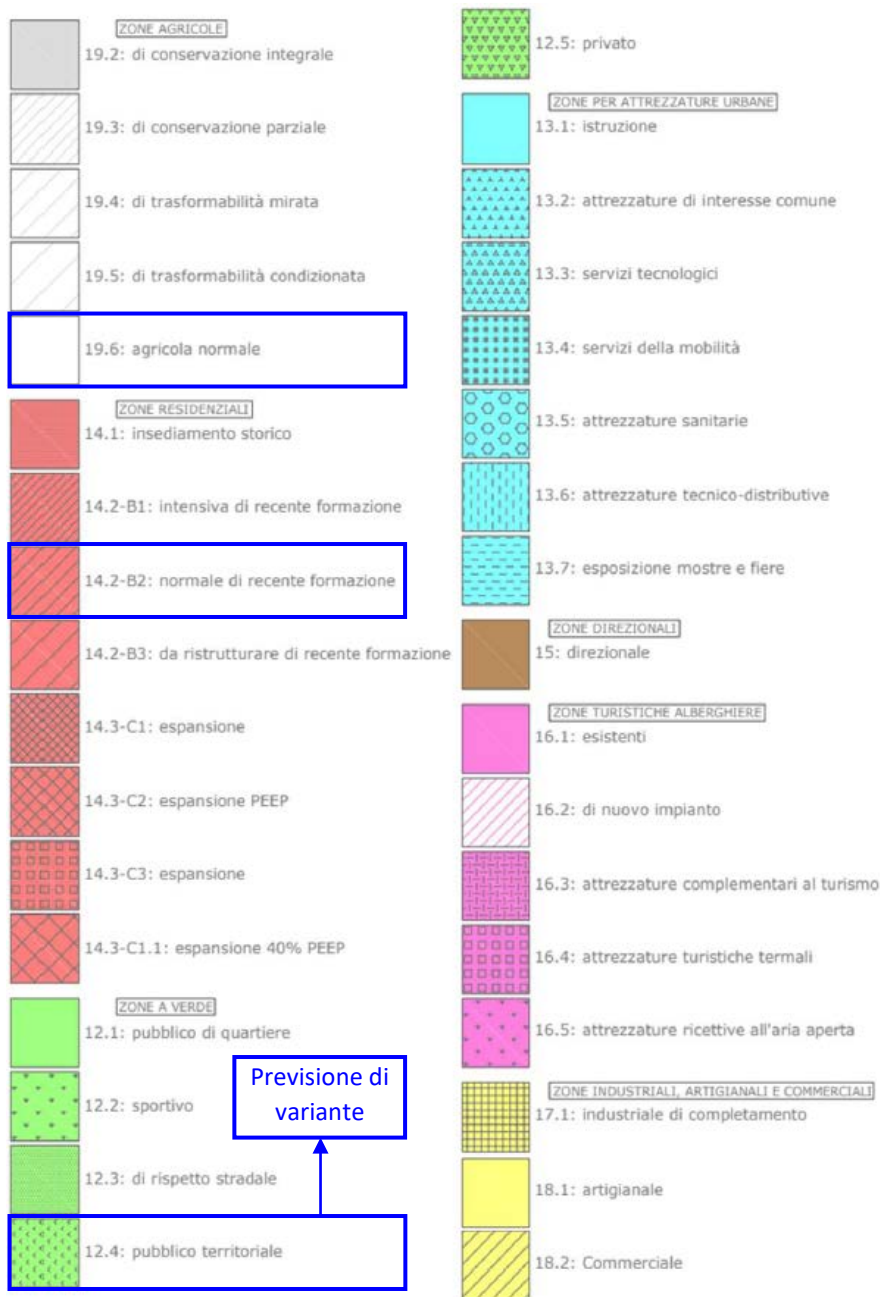 ZONE AGRICOLE
19.2: di conservazione integrale
19.3: di conservazione parziale
19.4: di trasformabilità mirata
19.5: di trasformabilità condizionata
19.6: agricola normale
ZONE RESIDENZIALI
14.1: insediamento storico
14.2-B1: intensiva di recente formazione
14.2-B2: normale di recente formazione
14.2-B3: da ristrutturare di recente formazione
14.3-C1: espansione
14.3-C2: espansione PEEP
14.3-C3: espansione
14.3-C1.1: espansione 40% PEEP
ZONE A VERDE
12.1: pubblico di quartiere
12.2: sportivo
Previsione di
variante
12.3: di rispetto stradale
12.4: pubblico territoriale
12.5: privato
ZONE PER ATTREZZATURE URBANE
13.1: istruzione
13.2: attrezzature di interesse comune
13.3: servizi tecnologici
13.4: servizi della mobilità
13.5: attrezzature sanitarie
13.6: attrezzature tecnico-distributive
13.7: esposizione mostre e fiere
ZONE DIREZIONALI
15: direzionale
ZONE TURISTICHE ALBERGHIERE
16.1: esistenti
16.2: di nuovo impianto
16.3: attrezzature complementari al turismo
16.4: attrezzature turistiche termali
16.5: attrezzature ricettive all'aria aperta
ZONE INDUSTRIALI, ARTIGIANALI E COMMERCIALI
17.1: industriale di completamento
18.1: artigianale
18.2: Commerciale